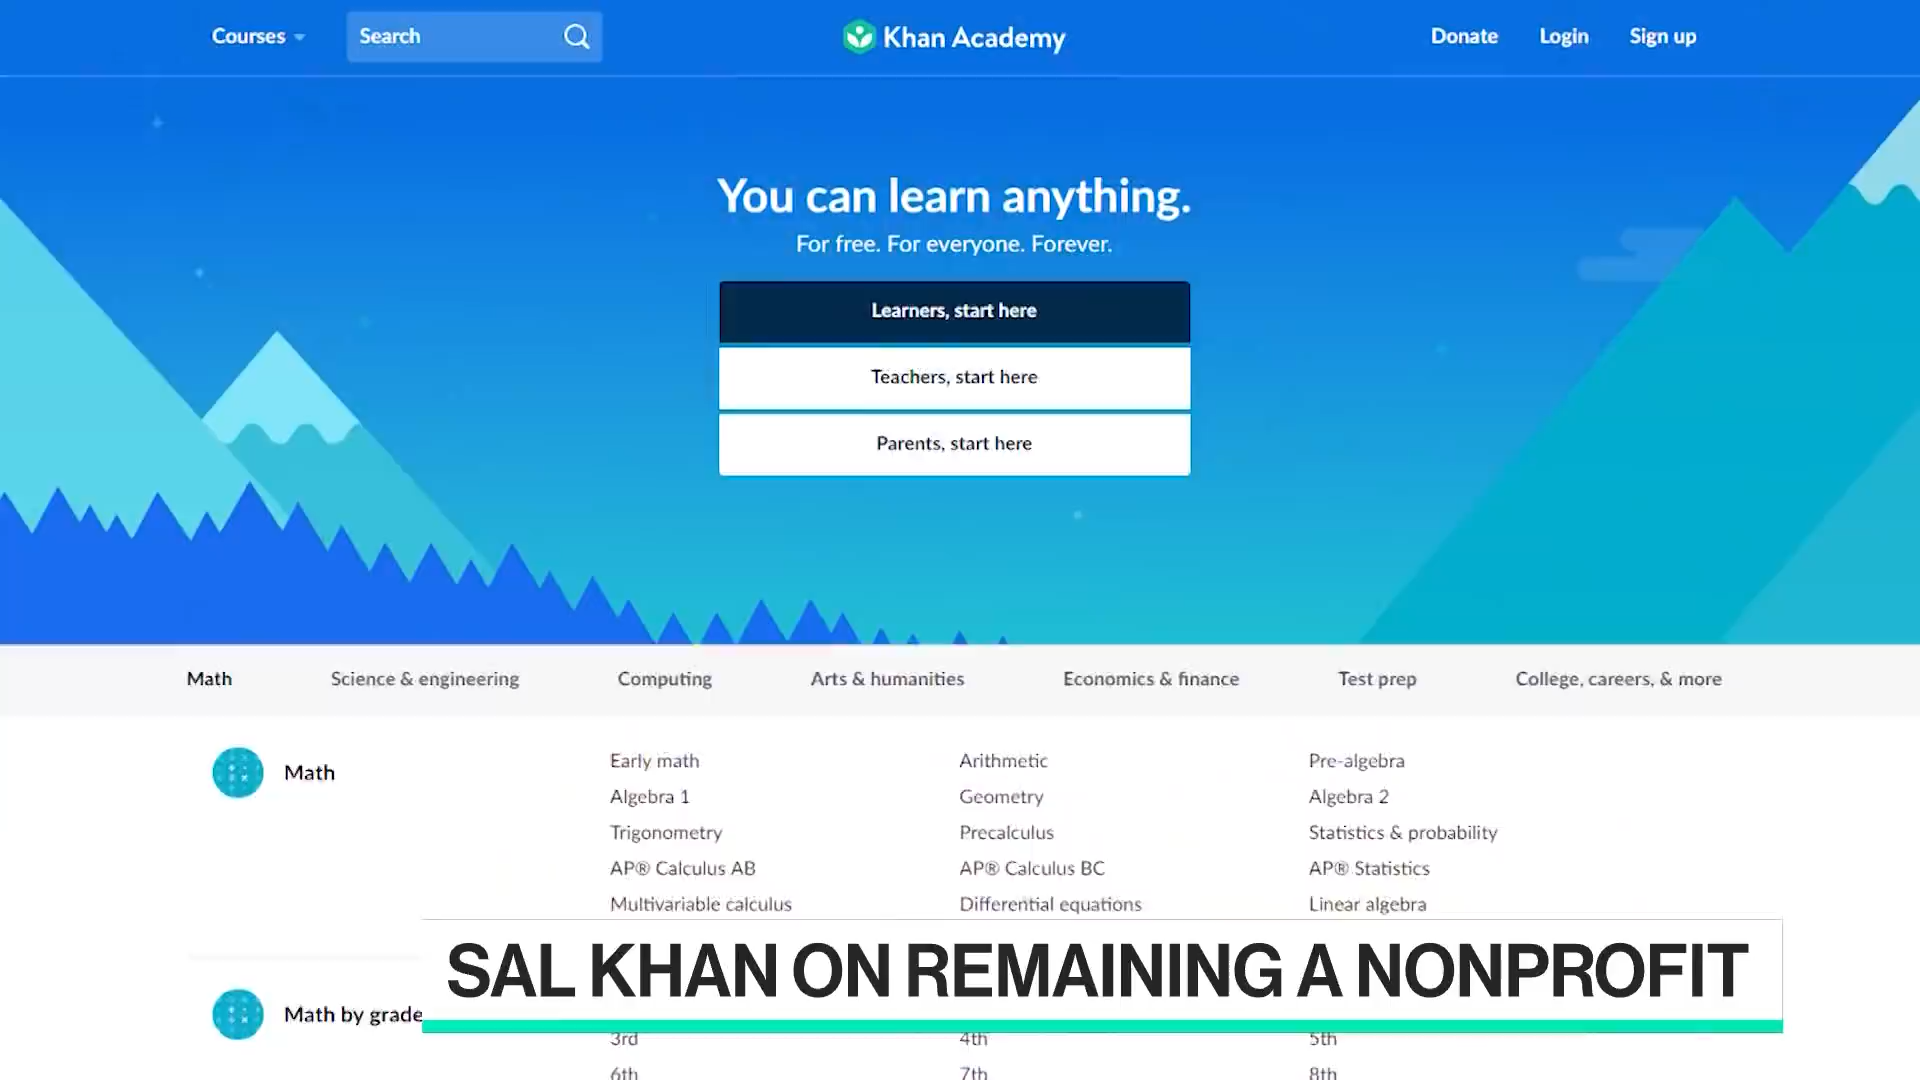 Courses
Search
Khan Academy
Donate
Login
Sign up
You can learn anything.
For free. For everyone. Forever.
Learners, start here
Teachers, start here
Parents, start here
Math
Science & engineering
Computing
Arts & humanities
Economics & finance
Test prep
College, careers, & more
Math
Early math
Arithmetic
Pre-algebra
Algebra 1
Geometry
Algebra 2
Trigonometry
Precalculus
Statistics & probability
AP® Calculus AB
AP® Calculus BC
AP® Statistics
Multivariable calculus
Differential equations
Linear algebra
SAL KHAN ON REMAINING A NONPROFIT
Math by grade
3rd
4th
5th
6th
7th
8th